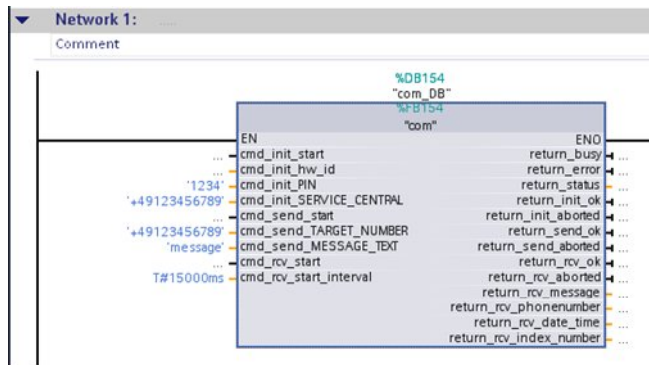 Network 1:
Comment
%DB154
"com_DB"
%FB154
"com"
EN ENO
... cmd_init_start return_busy ...
... cmd_init_hw_id return_error ...
'1234' cmd_init_PIN return_status ...
'+49123456789' cmd_init_SERVICE_CENTRAL return_init_ok ...
... cmd_send_start return_init_aborted ...
'+49123456789' cmd_send_TARGET_NUMBER return_send_ok ...
'message' cmd_send_MESSAGE_TEXT return_send_aborted ...
... cmd_rcv_start return_rcv_ok ...
T#15000ms cmd_rcv_start_interval return_rcv_aborted ...
return_rcv_message ...
return_rcv_phonenumber ...
return_rcv_date_time ...
return_rcv_index_number ...